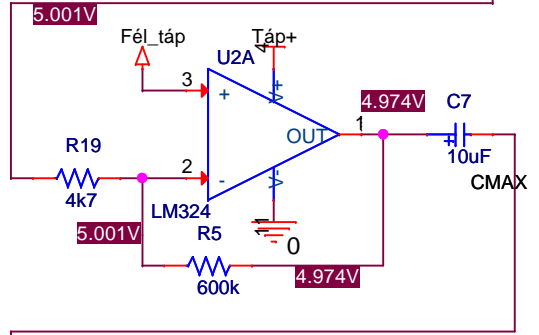 5.001V
Fél_táp
Táp+
U2A
4
V+
3
+
4.974V
C7
1
OUT
R19
10uF
2
-
CMAX
4k7
V-
LM324
11
5.001V
R5
0
4.974V
600k